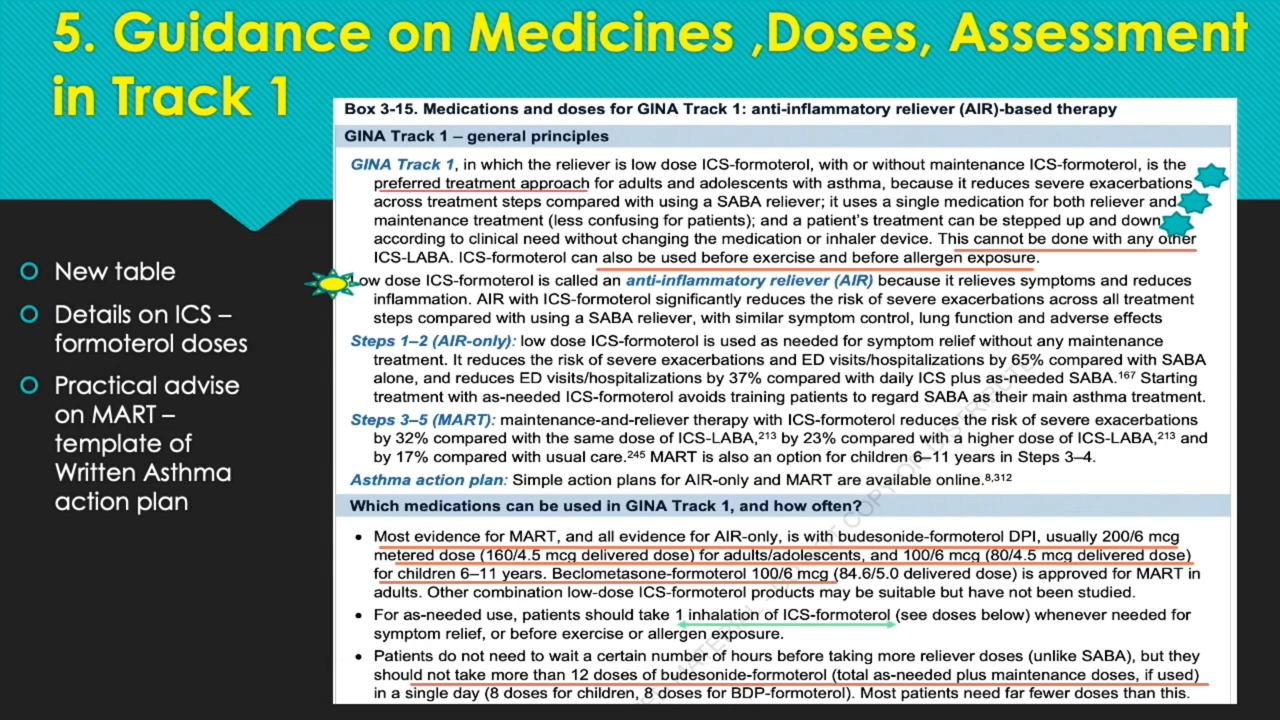 5. Guidance on Medicines ,Doses, Assessment
in Track 1
New table
Details on ICS –
formoterol doses
Practical advise
on MART –
template of
Written Asthma
action plan
Box 3-15. Medications and doses for GINA Track 1: anti-inflammatory reliever (AIR)-based therapy
GINA Track 1 – general principles
GINA Track 1, in which the reliever is low dose ICS-formoterol, with or without maintenance ICS-formoterol, is the
preferred treatment approach for adults and adolescents with asthma, because it reduces severe exacerbations
across treatment steps compared with using a SABA reliever; it uses a single medication for both reliever and
maintenance treatment (less confusing for patients); and a patient's treatment can be stepped up and down
according to clinical need without changing the medication or inhaler device. This cannot be done with any other
ICS-LABA. ICS-formoterol can also be used before exercise and before allergen exposure.
Low dose ICS-formoterol is called an anti-inflammatory reliever (AIR) because it relieves symptoms and reduces
inflammation. AIR with ICS-formoterol significantly reduces the risk of severe exacerbations across all treatment
steps compared with using a SABA reliever, with similar symptom control, lung function and adverse effects
Steps 1–2 (AIR-only): low dose ICS-formoterol is used as needed for symptom relief without any maintenance
treatment. It reduces the risk of severe exacerbations and ED visits/hospitalizations by 65% compared with SABA
alone, and reduces ED visits/hospitalizations by 37% compared with daily ICS plus as-needed SABA.167 Starting
treatment with as-needed ICS-formoterol avoids training patients to regard SABA as their main asthma treatment.
Steps 3–5 (MART): maintenance-and-reliever therapy with ICS-formoterol reduces the risk of severe exacerbations
by 32% compared with the same dose of ICS-LABA,213 by 23% compared with a higher dose of ICS-LABA,213 and
by 17% compared with usual care.245 MART is also an option for children 6–11 years in Steps 3–4.
Asthma action plan: Simple action plans for AIR-only and MART are available online.8,312
Which medications can be used in GINA Track 1, and how often?
• Most evidence for MART, and all evidence for AIR-only, is with budesonide-formoterol DPI, usually 200/6 mcg
metered dose (160/4.5 mcg delivered dose) for adults/adolescents, and 100/6 mcg (80/4.5 mcg delivered dose)
for children 6–11 years. Beclometasone-formoterol 100/6 mcg (84.6/5.0 delivered dose) is approved for MART in
adults. Other combination low-dose ICS-formoterol products may be suitable but have not been studied.
• For as-needed use, patients should take 1 inhalation of ICS-formoterol (see doses below) whenever needed for
symptom relief, or before exercise or allergen exposure.
• Patients do not need to wait a certain number of hours before taking more reliever doses (unlike SABA), but they
should not take more than 12 doses of budesonide-formoterol (total as-needed plus maintenance doses, if used)
in a single day (8 doses for children, 8 doses for BDP-formoterol). Most patients need far fewer doses than this.